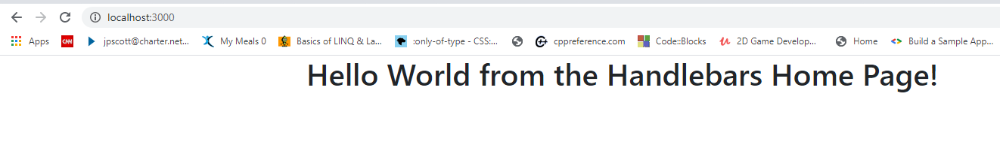 localhost:3000
Apps CNN jpscott@charter.net... My Meals 0 Basics of LINQ & La... :only-of-type - CSS:... cppreference.com Code::Blocks 2D Game Develop... Home Build a Sample App...
Hello World from the Handlebars Home Page!